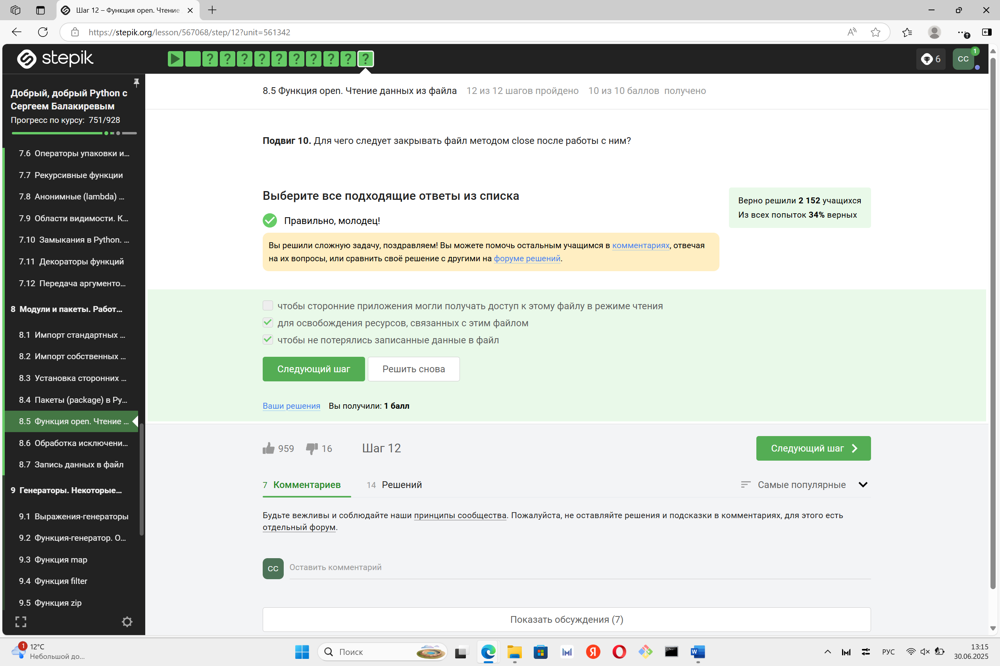 Шаг 12 – Функция open. Чтение
https://stepik.org/lesson/567068/step/12?unit=561342
stepik
6
CC
1
Добрый, добрый Python с
Сергеем Балакиревым
Прогресс по курсу: 751/928
7.6 Операторы упаковки и...
7.7 Рекурсивные функции
7.8 Анонимные (lambda) ...
7.9 Области видимости. К...
7.10 Замыкания в Python. ...
7.11 Декораторы функций
7.12 Передача аргументо...
8 Модули и пакеты. Работ...
8.1 Импорт стандартных ...
8.2 Импорт собственных ...
8.3 Установка сторонних ...
8.4 Пакеты (package) в Py...
8.5 Функция open. Чтение ...
8.6 Обработка исключени...
8.7 Запись данных в файл
9 Генераторы. Некоторые...
9.1 Выражения-генераторы
9.2 Функция-генератор. О...
9.3 Функция map
9.4 Функция filter
9.5 Функция zip
8.5 Функция open. Чтение данных из файла 12 из 12 шагов пройдено 10 из 10 баллов получено
Подвиг 10. Для чего следует закрывать файл методом close после работы с ним?
Выберите все подходящие ответы из списка
Правильно, молодец!
Верно решили 2 152 учащихся
Из всех попыток 34% верных
Вы решили сложную задачу, поздравляем! Вы можете помочь остальным учащимся в комментариях, отвечая
на их вопросы, или сравнить своё решение с другими на форуме решений.
чтобы сторонние приложения могли получать доступ к этому файлу в режиме чтения
для освобождения ресурсов, связанных с этим файлом
чтобы не потерялись записанные данные в файл
Следующий шаг
Решить снова
Ваши решения Вы получили: 1 балл
959 16 Шаг 12
Следующий шаг
7 Комментариев 14 Решений
Самые популярные
Будьте вежливы и соблюдайте наши принципы сообщества. Пожалуйста, не оставляйте решения и подсказки в комментариях, для этого есть
отдельный форум.
CC Оставить комментарий
Показать обсуждения (7)
1
12°C
Небольшой до...
Поиск
РУС
13:15
30.06.2025